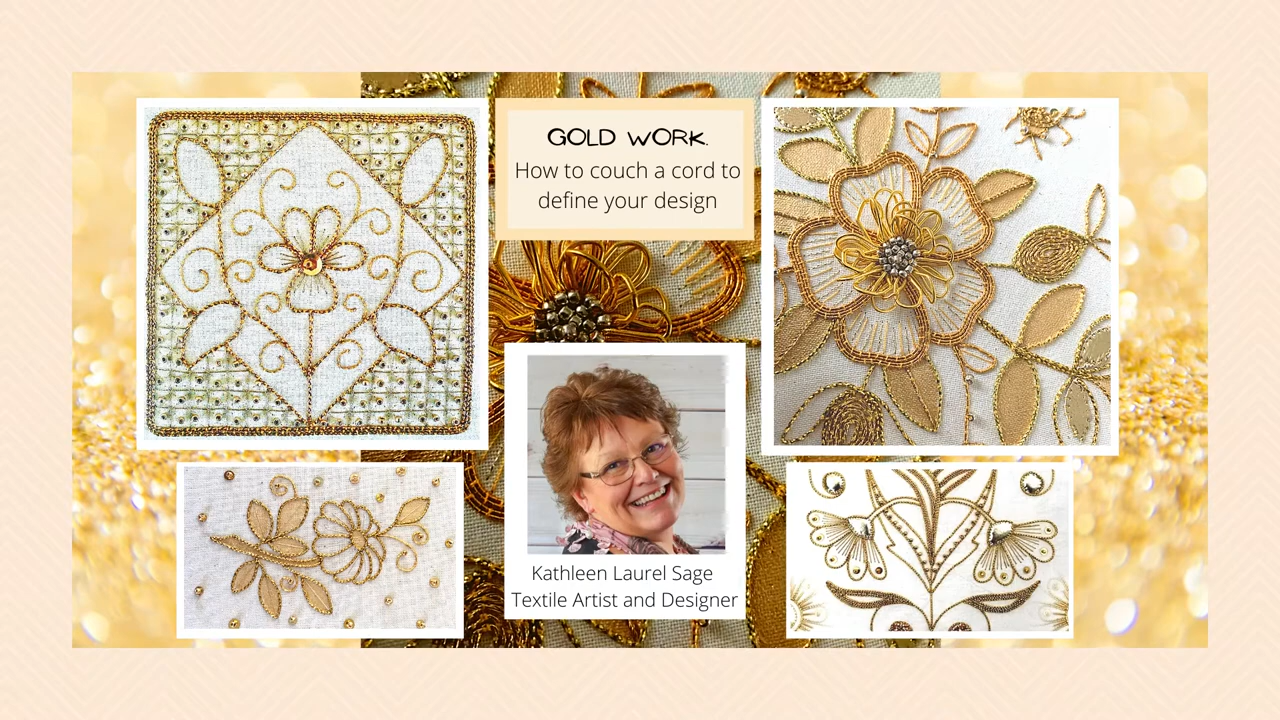 GOLD WORK.
How to couch a cord to
define your design
Kathleen Laurel Sage
Textile Artist and Designer